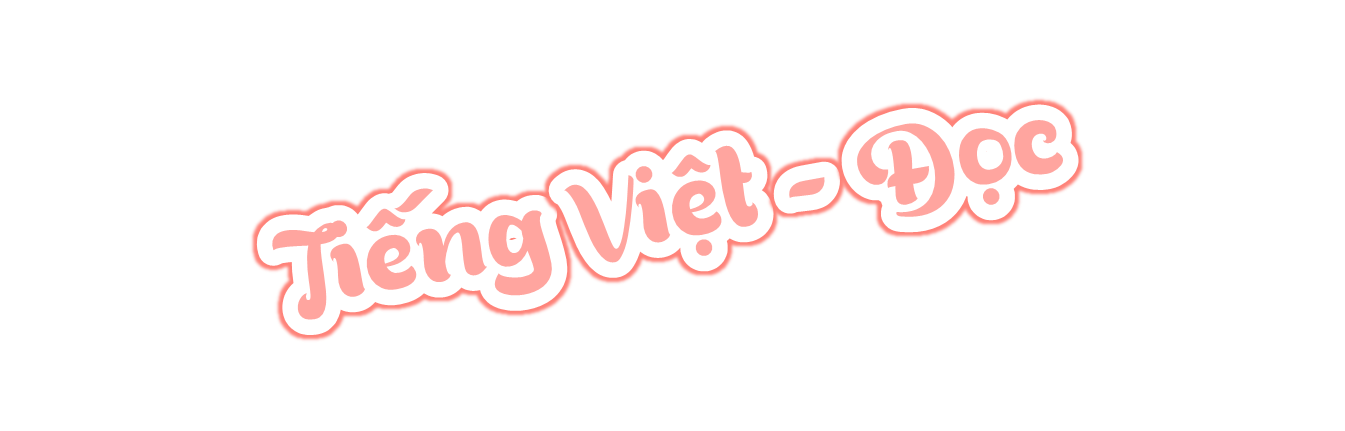 Tiếng Việt - Đọc